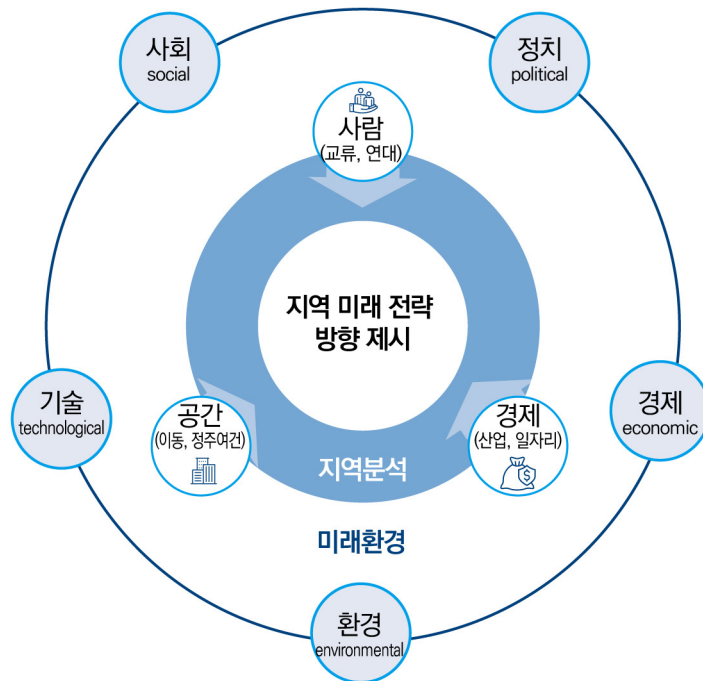 사회
social
정치
political
사람
(교류, 연대)
지역 미래 전략
방향 제시
기술
technological
공간
(이동, 정주여건)
경제
(산업, 일자리)
경제
economic
지역분석
미래환경
환경
environmental